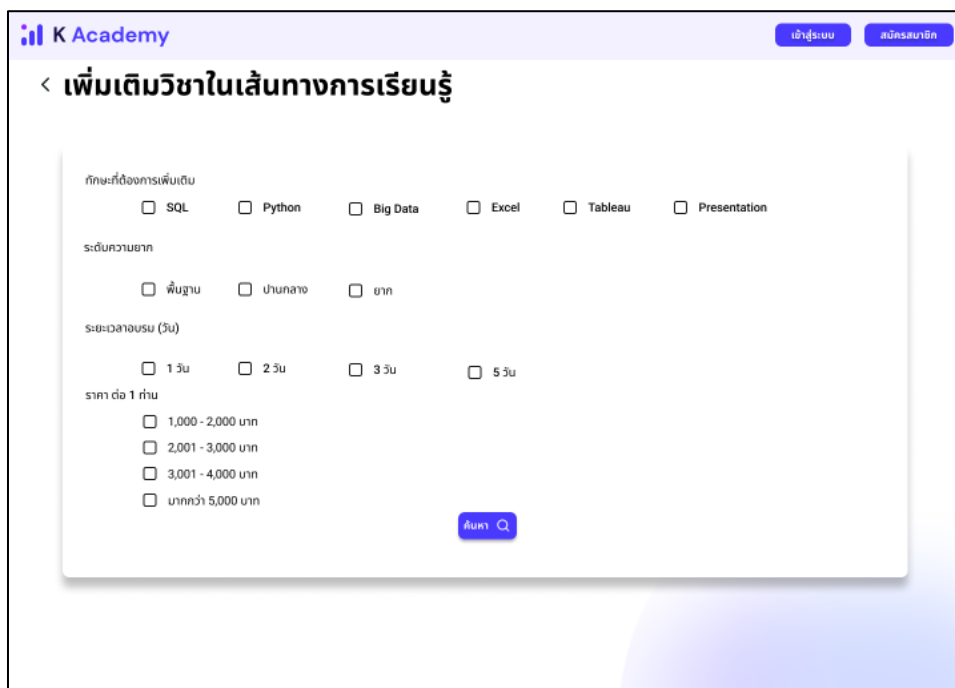 K Academy
เข้าสู่ระบบ สมัครสมาชิก
< เพิ่มเติมวิชาในเส้นทางการเรียนรู้
ทักษะที่ต้องการเพิ่มเติม
SQL Python Big Data Excel Tableau Presentation
ระดับความยาก
พื้นฐาน ปานกลาง ยาก
ระยะเวลาอบรม (วัน)
1 วัน 2 วัน 3 วัน 5 วัน
ราคา ต่อ 1 ท่าน
1,000 - 2,000 บาท
2,001 - 3,000 บาท
3,001 - 4,000 บาท
มากกว่า 5,000 บาท
ค้นหา